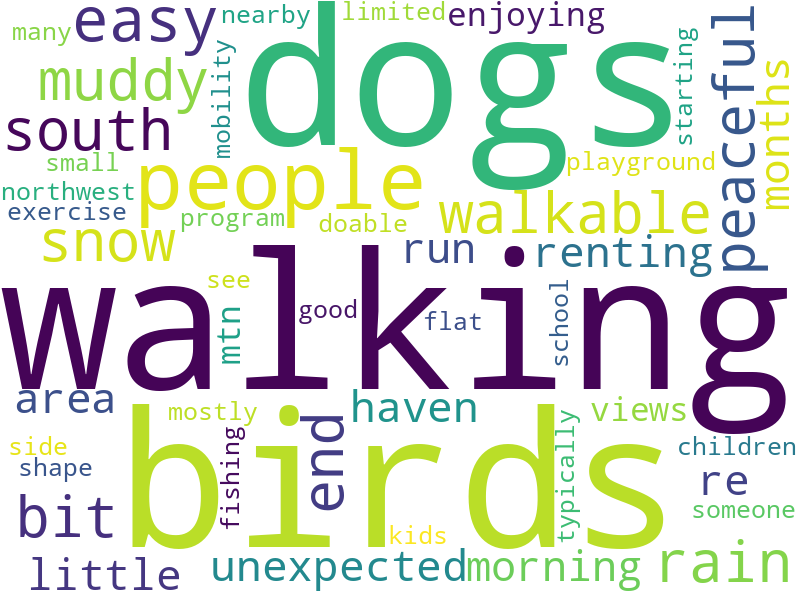 many
easy
nearby
limited
enjoying
dogs
muddy
mobility
starting
peaceful
months
south
small
people
playground
northwest
exercise
program
doable
walkable
snow
run
renting
see
walking
mtn
good
flat
school
area
mostly
haven
views
birds
end
fishing
typically
side
shape
children
re
bit
kids
someone
little
unexpected
morning
rain